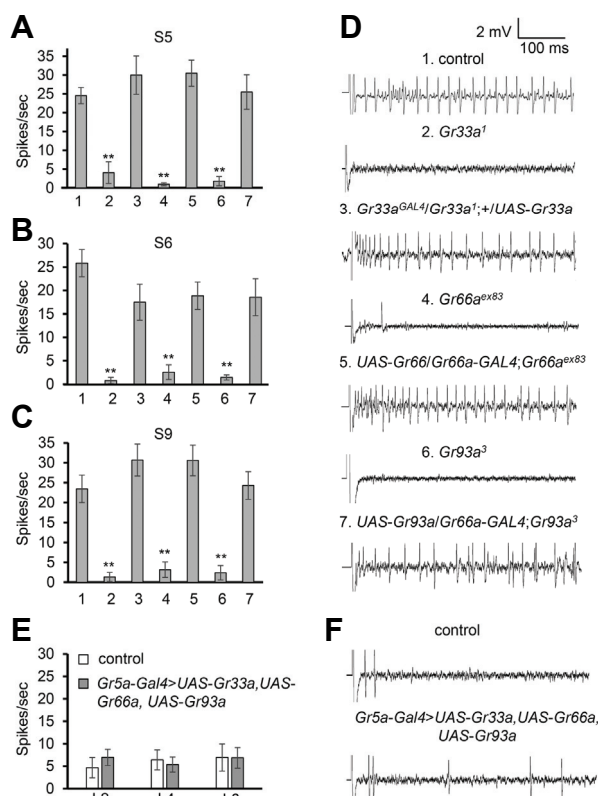 A
S5
Spikes/sec
35
30
25
20
15
10
5
0
**
**
**
1 2 3 4 5 6 7
B
S6
Spikes/sec
30
25
20
15
10
5
0
**
**
**
1 2 3 4 5 6 7
C
S9
Spikes/sec
35
30
25
20
15
10
5
0
**
**
**
1 2 3 4 5 6 7
D
2 mV
100 ms
1. control
2. Gr33a¹
3. Gr33aᴳᴬᴸ⁴/Gr33a¹;+/UAS-Gr33a
4. Gr66aᵉˣ⁸³
5. UAS-Gr66/Gr66a-GAL4;Gr66aᵉˣ⁸³
6. Gr93a³
7. UAS-Gr93a/Gr66a-GAL4;Gr93a³
E
Spikes/sec
30
25
20
15
10
5
0
control
Gr5a-Gal4>UAS-Gr33a,UAS-
Gr66a, UAS-Gr93a
F
control
Gr5a-Gal4>UAS-Gr33a,UAS-Gr66a,
UAS-Gr93a